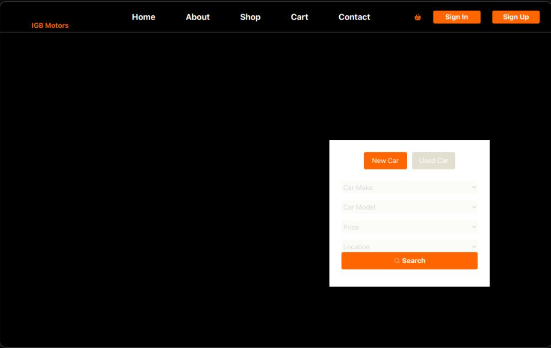 IGB Motors
Home About Shop Cart Contact Sign In Sign Up
New Car Used Car
Car Make
Car Model
Price
Location
Search